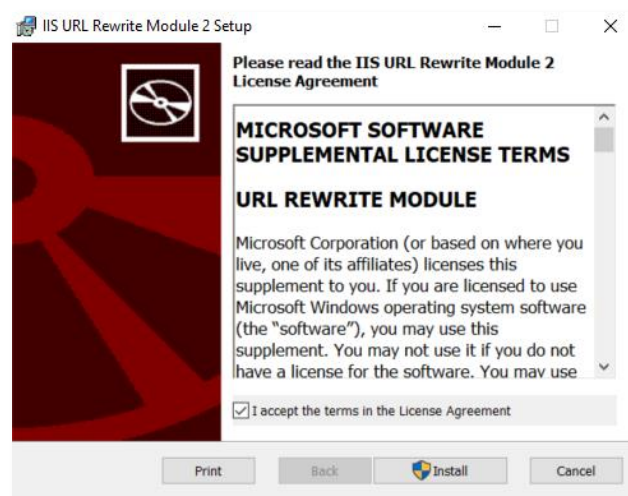 IIS URL Rewrite Module 2 Setup
Please read the IIS URL Rewrite Module 2
License Agreement
MICROSOFT SOFTWARE
SUPPLEMENTAL LICENSE TERMS
URL REWRITE MODULE
Microsoft Corporation (or based on where you
live, one of its affiliates) licenses this
supplement to you. If you are licensed to use
Microsoft Windows operating system software
(the “software”), you may use this
supplement. You may not use it if you do not
have a license for the software. You may use
I accept the terms in the License Agreement
Print
Back
Install
Cancel